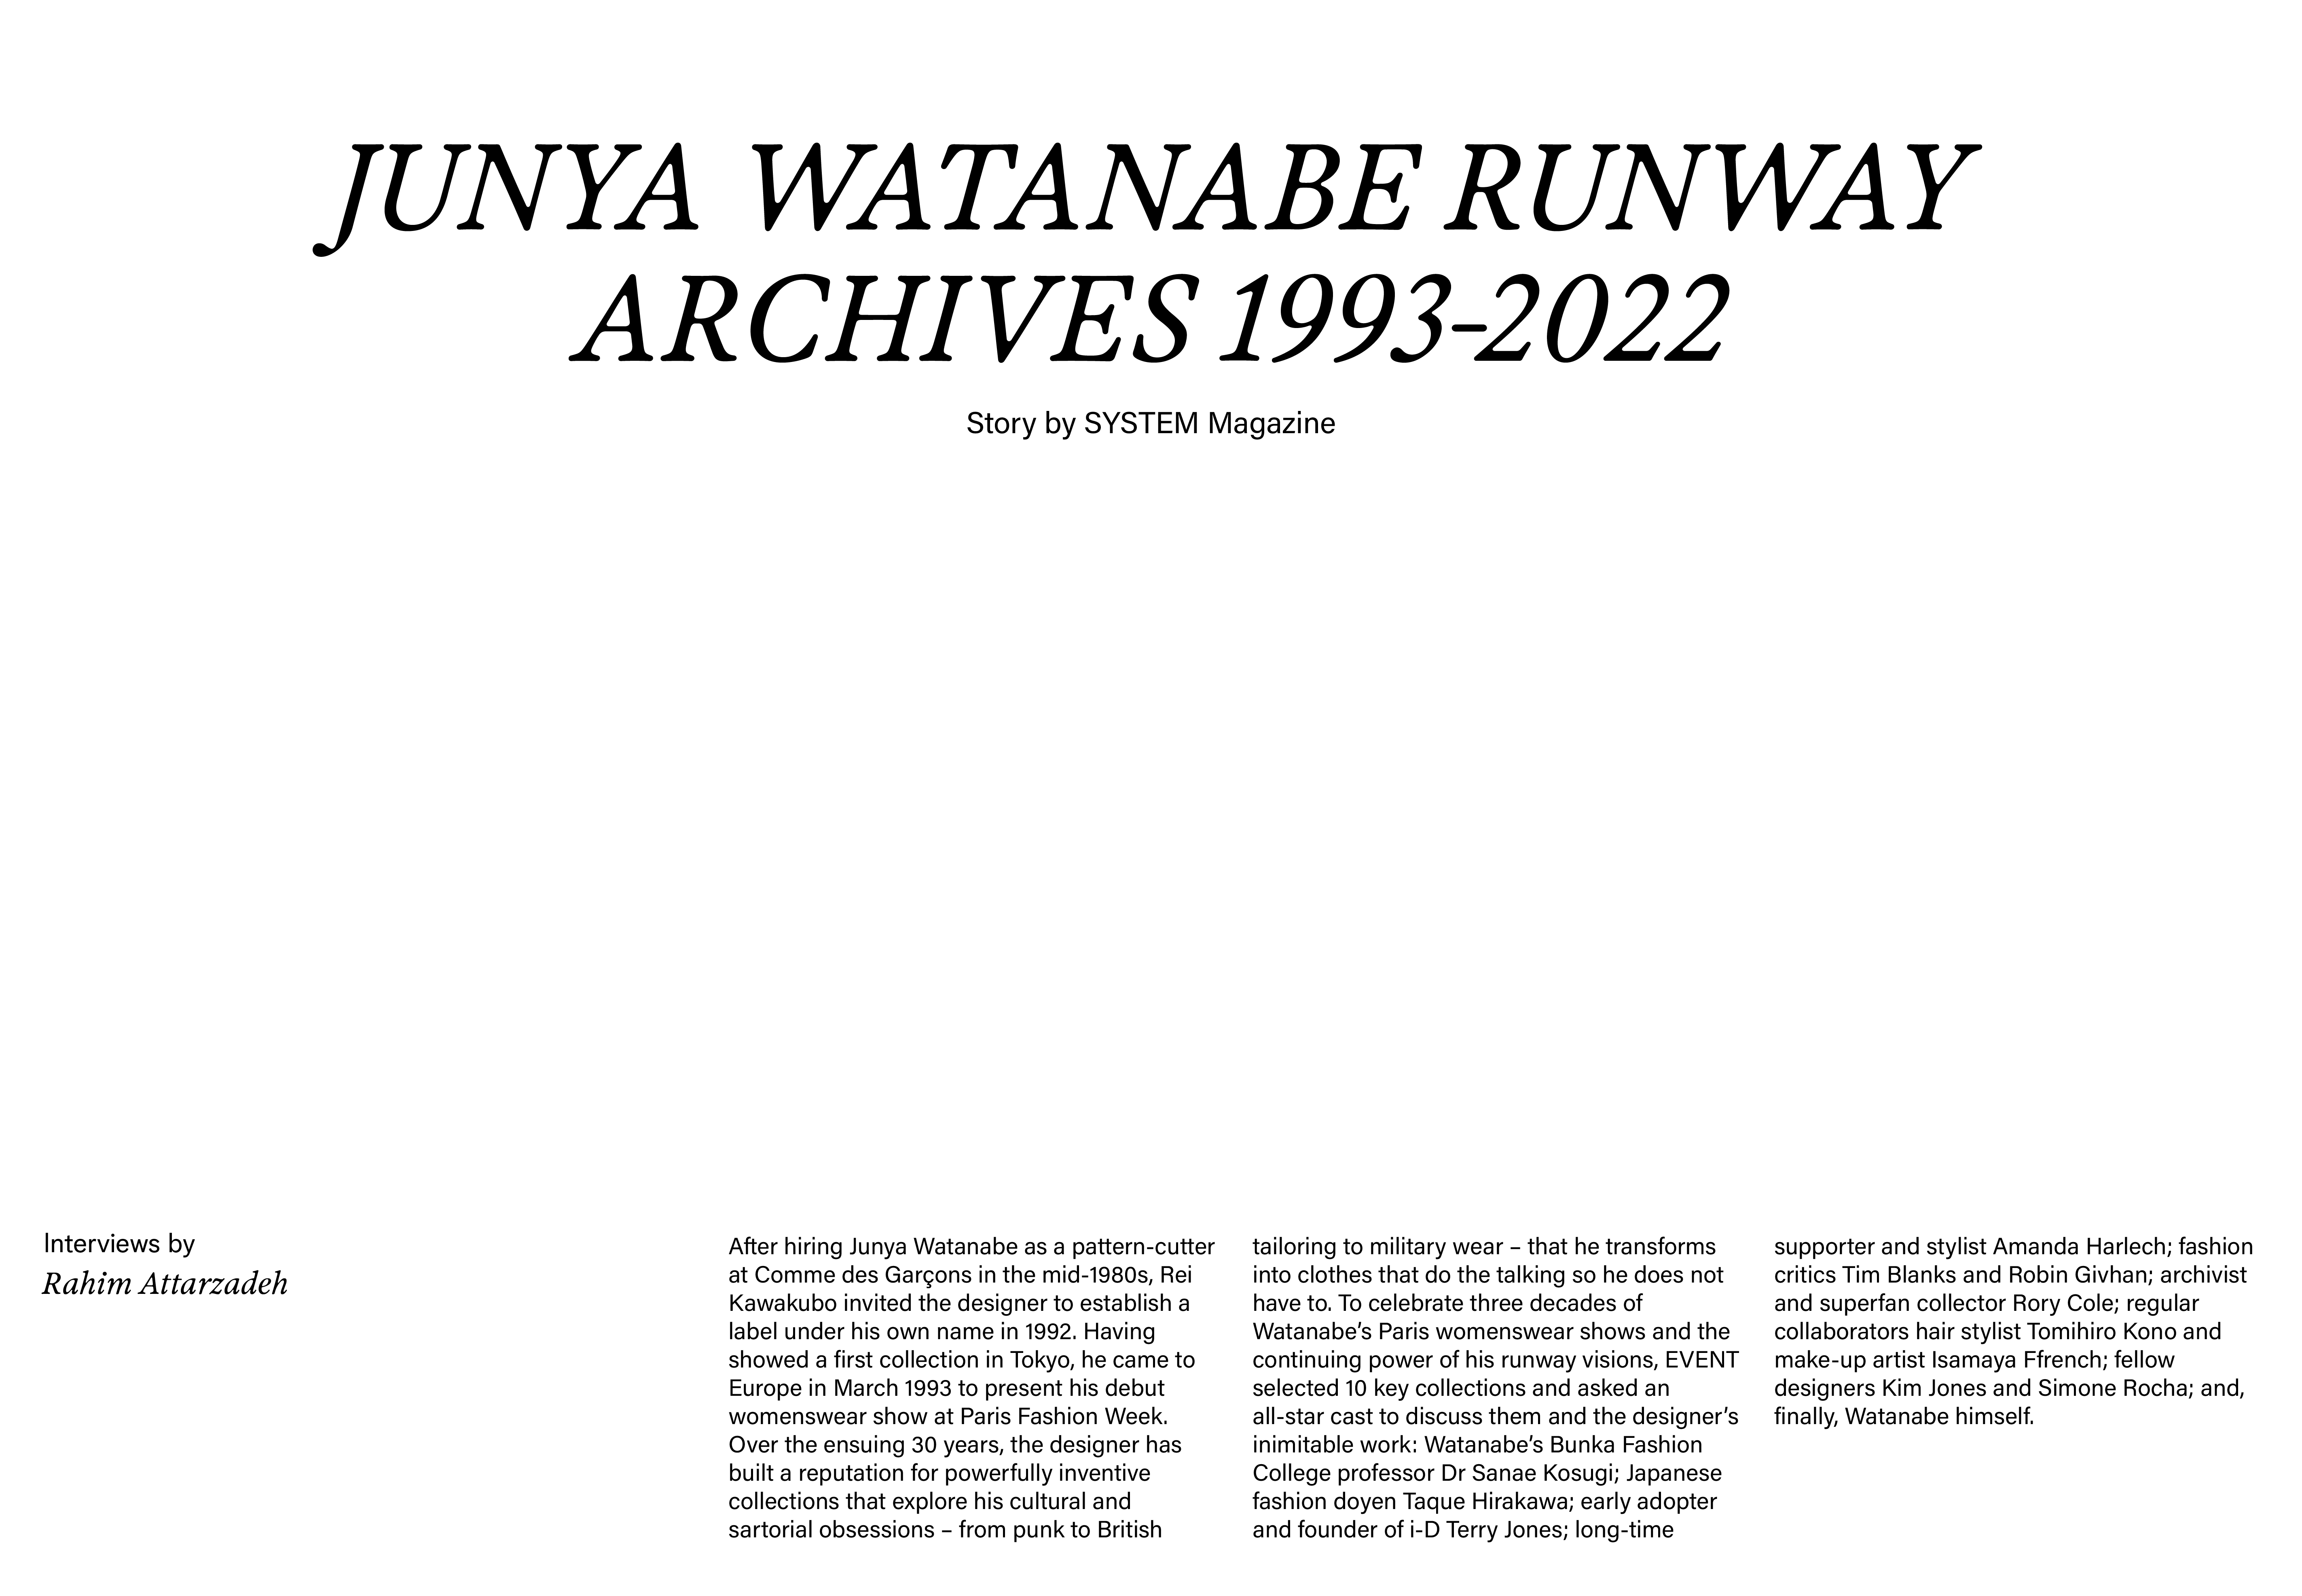 JUNYA WATANABE RUNWAY
ARCHIVES 1993–2022
Story by SYSTEM Magazine
Interviews by
Rahim Attarzadeh
After hiring Junya Watanabe as a pattern-cutter
at Comme des Garçons in the mid-1980s, Rei
Kawakubo invited the designer to establish a
label under his own name in 1992. Having
showed a first collection in Tokyo, he came to
Europe in March 1993 to present his debut
womenswear show at Paris Fashion Week.
Over the ensuing 30 years, the designer has
built a reputation for powerfully inventive
collections that explore his cultural and
sartorial obsessions – from punk to British
tailoring to military wear – that he transforms
into clothes that do the talking so he does not
have to. To celebrate three decades of
Watanabe’s Paris womenswear shows and the
continuing power of his runway visions, EVENT
selected 10 key collections and asked an
all-star cast to discuss them and the designer’s
inimitable work: Watanabe’s Bunka Fashion
College professor Dr Sanae Kosugi; Japanese
fashion doyen Taque Hirakawa; early adopter
and founder of i-D Terry Jones; long-time
supporter and stylist Amanda Harlech; fashion
critics Tim Blanks and Robin Givhan; archivist
and superfan collector Rory Cole; regular
collaborators hair stylist Tomihiro Kono and
make-up artist Isamaya Ffrench; fellow
designers Kim Jones and Simone Rocha; and,
finally, Watanabe himself.